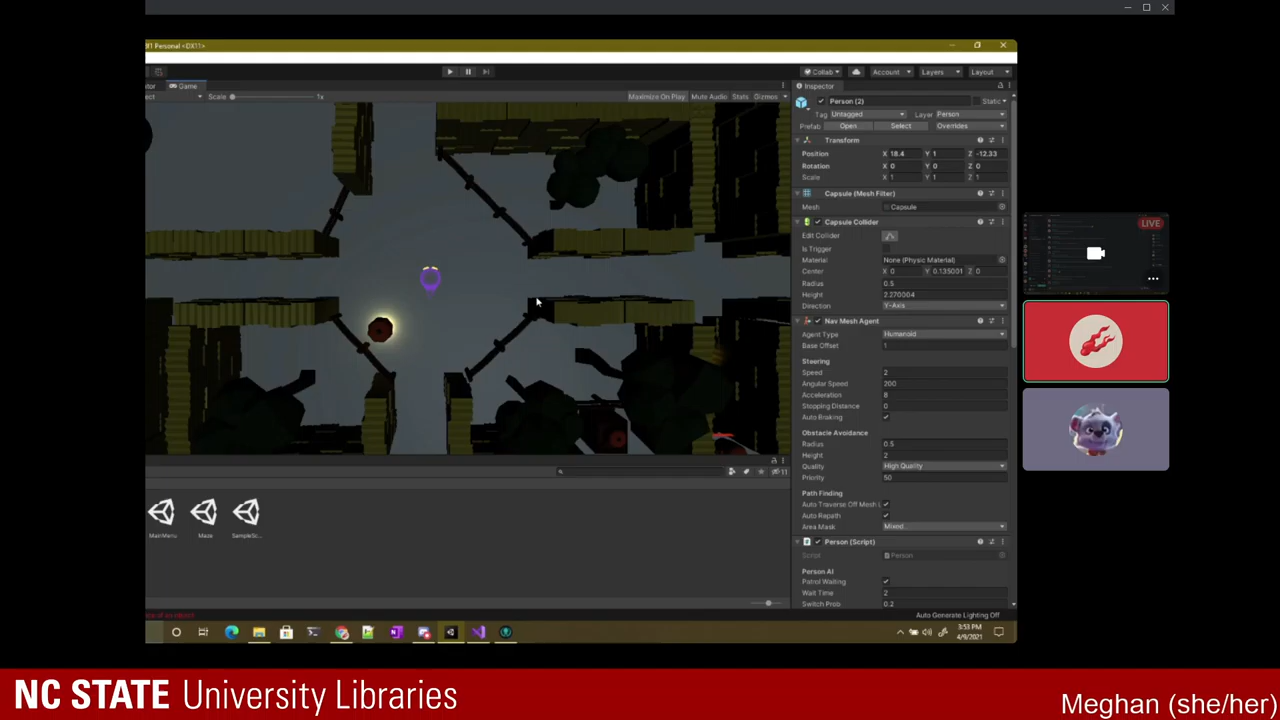 9f1 Personal <DX11>
Collab Account Layers Layout
Game
Scale 1x
Maximize On Play Mute Audio Stats Gizmos
Inspector
Person (2) Static
Tag Untagged Layer Person
Prefab Open Select Overrides
Transform
Position X 18.4 Y 1 Z -12.33
Rotation X 0 Y 0 Z 0
Scale X 1 Y 1 Z 1
Capsule (Mesh Filter)
Mesh Capsule
Capsule Collider
Edit Collider
Is Trigger
Material None (Physic Material)
Center X 0 Y 0.135001 Z 0
Radius 0.5
Height 2.270004
Direction Y-Axis
Nav Mesh Agent
Agent Type Humanoid
Base Offset 1
Steering
Speed 2
Angular Speed 200
Acceleration 8
Stopping Distance 0
Auto Braking
Obstacle Avoidance
Radius 0.5
Height 2
Quality High Quality
Priority 50
Path Finding
Auto Traverse Off Mesh L
Auto Repath
Area Mask Mixed...
Person (Script)
Script Person
Person AI
Patrol Waiting
Wait Time 2
Switch Prob 0.2
11
MainMenu Maze SampleSc...
Auto Generate Lighting Off
3:53 PM
4/9/2021
LIVE
NC STATE University Libraries
Meghan (she/her)